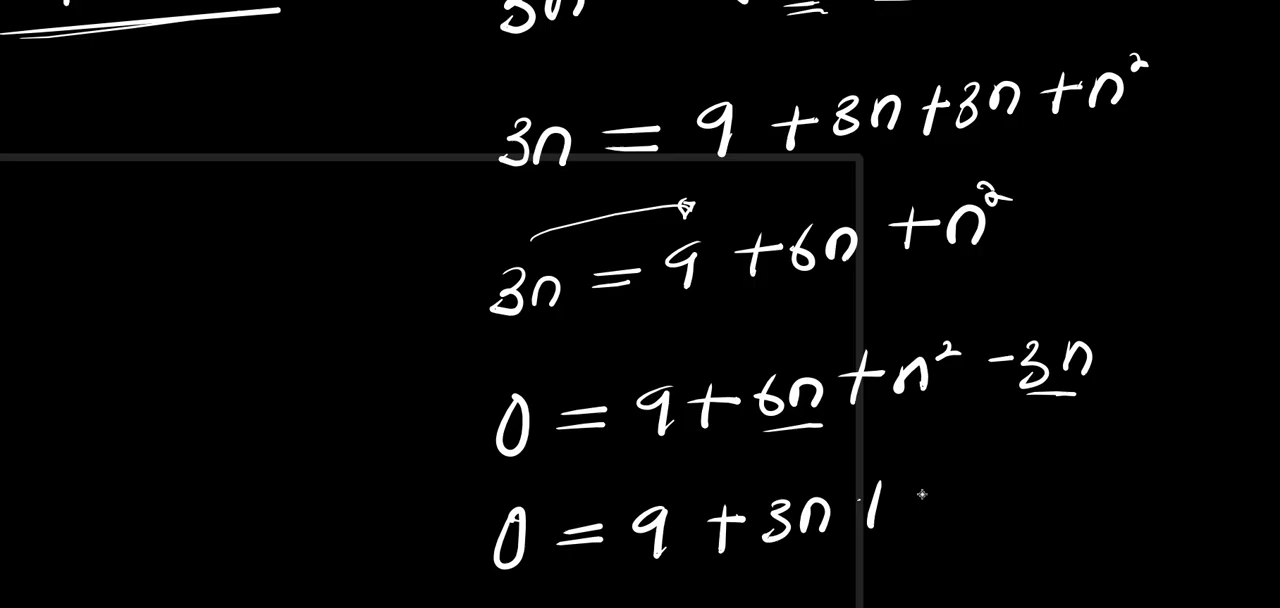 3n = 9 + 3n + 3n + n²
3n = 9 + 6n + n²
0 = 9 + 6n + n² - 3n
0 = 9 + 3n